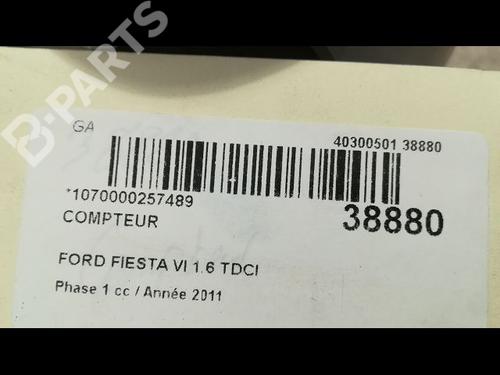 B-PARTS
GA
40300501 38880
*1070000257489
38880
COMPTEUR
FORD FIESTA VI 1.6 TDCI
Phase 1 cc / Année 2011